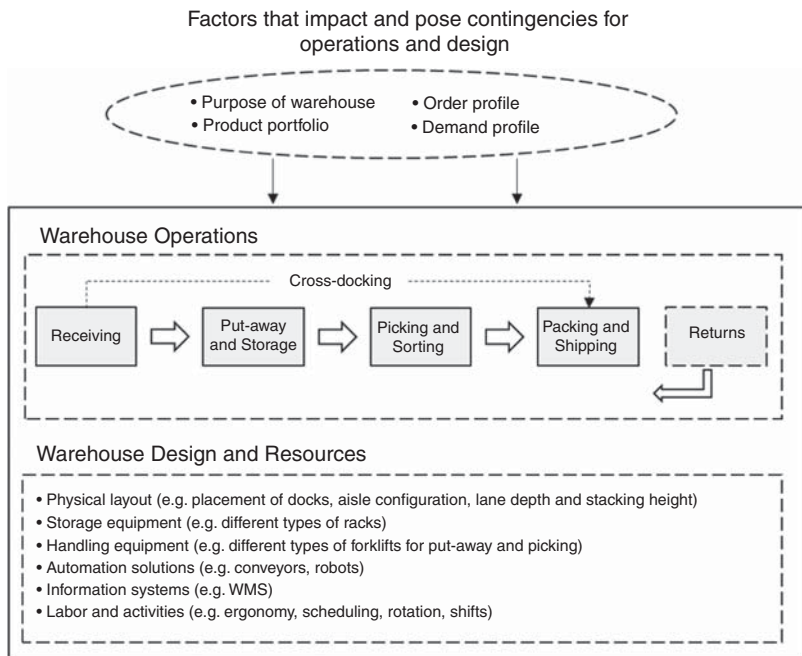 Factors that impact and pose contingencies for
operations and design
• Purpose of warehouse • Order profile
• Product portfolio • Demand profile
Warehouse Operations
Cross-docking
Receiving
Put-away
and Storage
Picking and
Sorting
Packing and
Shipping
Returns
Warehouse Design and Resources
• Physical layout (e.g. placement of docks, aisle configuration, lane depth and stacking height)
• Storage equipment (e.g. different types of racks)
• Handling equipment (e.g. different types of forklifts for put-away and picking)
• Automation solutions (e.g. conveyors, robots)
• Information systems (e.g. WMS)
• Labor and activities (e.g. ergonomy, scheduling, rotation, shifts)